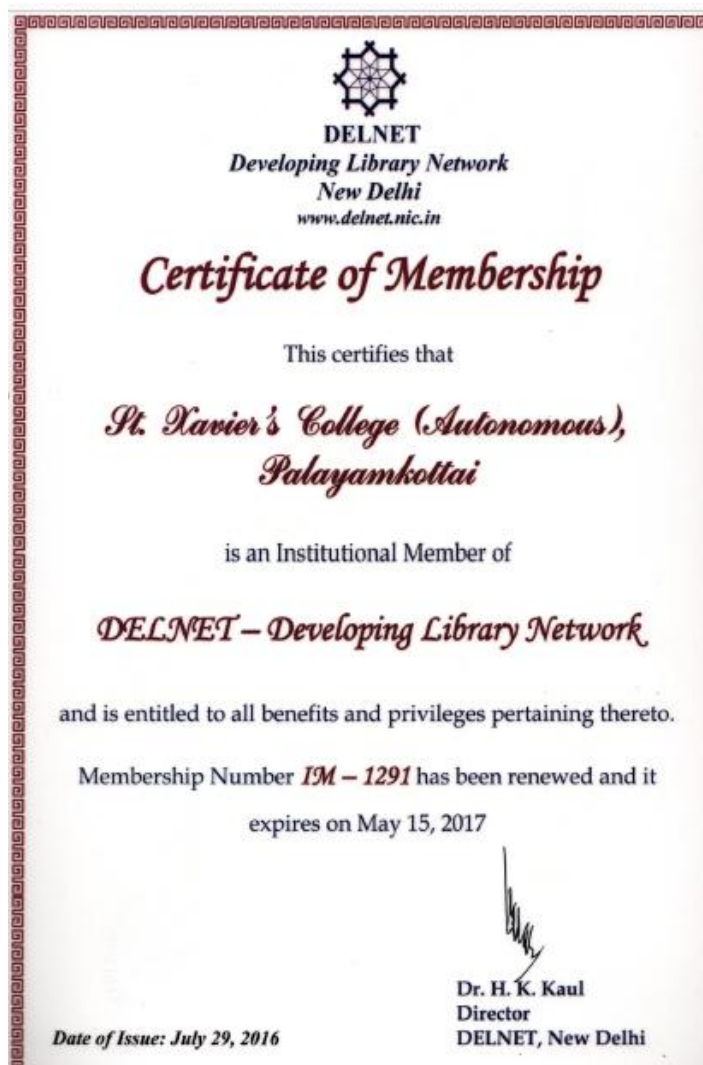 DELNET
Developing Library Network
New Delhi
www.delnet.nic.in
Certificate of Membership
This certifies that
St. Xavier's College (Autonomous),
Palayamkottai
is an Institutional Member of
DELNET – Developing Library Network
and is entitled to all benefits and privileges pertaining thereto.
Membership Number IM – 1291 has been renewed and it
expires on May 15, 2017
Dr. H. K. Kaul
Director
DELNET, New Delhi
Date of Issue: July 29, 2016